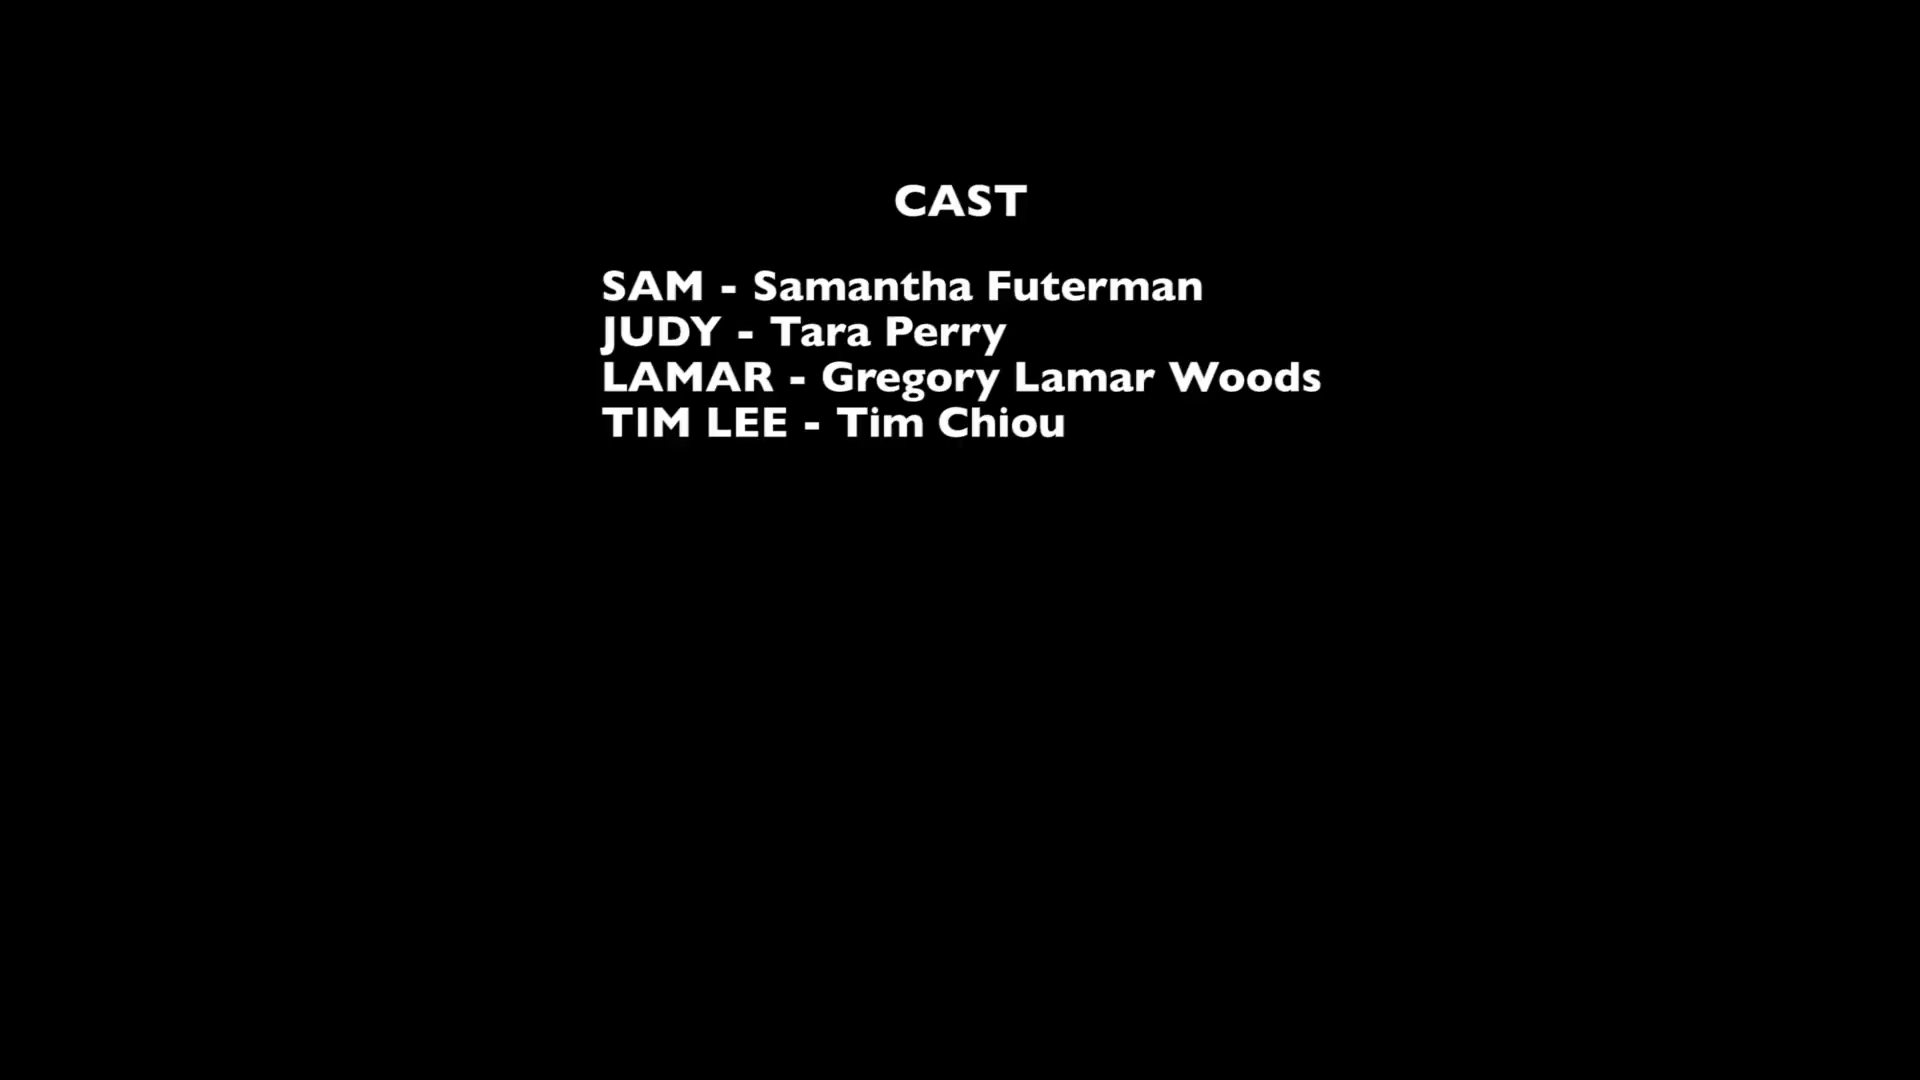 CAST
SAM - Samantha Futerman
JUDY - Tara Perry
LAMAR - Gregory Lamar Woods
TIM LEE - Tim Chiou